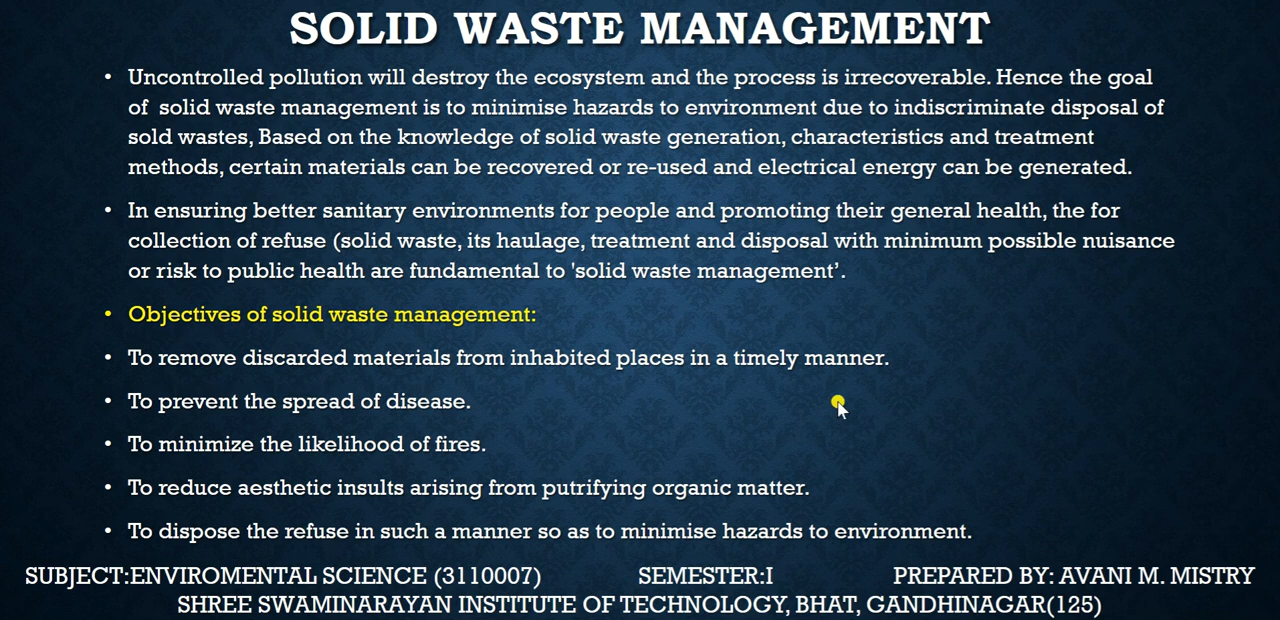 SOLID WASTE MANAGEMENT
• Uncontrolled pollution will destroy the ecosystem and the process is irrecoverable. Hence the goal
of  solid waste management is to minimise hazards to environment due to indiscriminate disposal of
sold wastes, Based on the knowledge of solid waste generation, characteristics and treatment
methods, certain materials can be recovered or re-used and electrical energy can be generated.
• In ensuring better sanitary environments for people and promoting their general health, the for
collection of refuse (solid waste, its haulage, treatment and disposal with minimum possible nuisance
or risk to public health are fundamental to 'solid waste management’.
• Objectives of solid waste management:
• To remove discarded materials from inhabited places in a timely manner.
• To prevent the spread of disease.
• To minimize the likelihood of fires.
• To reduce aesthetic insults arising from putrifying organic matter.
• To dispose the refuse in such a manner so as to minimise hazards to environment.
SUBJECT:ENVIROMENTAL SCIENCE (3110007) SEMESTER:I PREPARED BY: AVANI M. MISTRY
SHREE SWAMINARAYAN INSTITUTE OF TECHNOLOGY, BHAT, GANDHINAGAR(125)